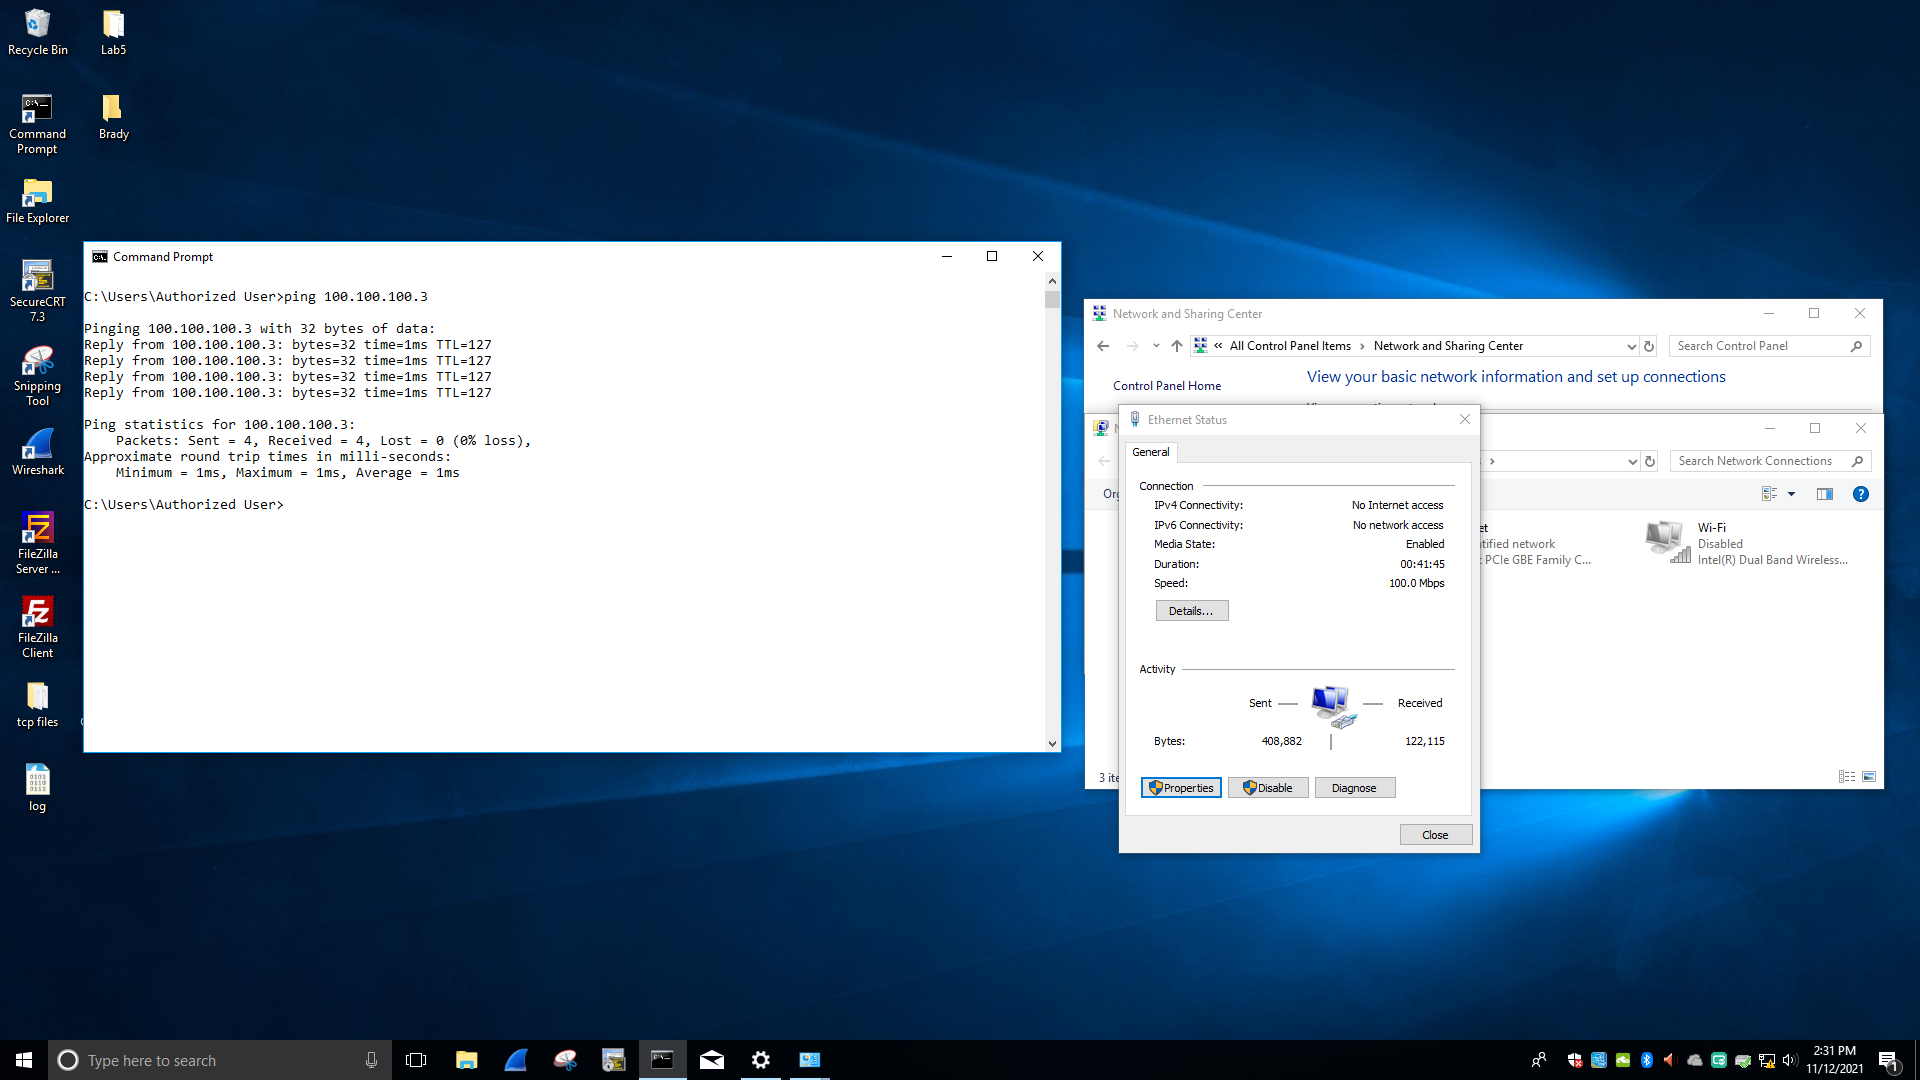 Recycle Bin
Lab5
Command
Prompt
Brady
File Explorer
SecureCRT
7.3
Snipping
Tool
Wireshark
FileZilla
Server ...
FileZilla
Client
tcp files
log
Command Prompt
C:\Users\Authorized User>ping 100.100.100.3
Pinging 100.100.100.3 with 32 bytes of data:
Reply from 100.100.100.3: bytes=32 time=1ms TTL=127
Reply from 100.100.100.3: bytes=32 time=1ms TTL=127
Reply from 100.100.100.3: bytes=32 time=1ms TTL=127
Reply from 100.100.100.3: bytes=32 time=1ms TTL=127
Ping statistics for 100.100.100.3:
Packets: Sent = 4, Received = 4, Lost = 0 (0% loss),
Approximate round trip times in milli-seconds:
Minimum = 1ms, Maximum = 1ms, Average = 1ms
C:\Users\Authorized User>
Network and Sharing Center
« All Control Panel Items > Network and Sharing Center
Search Control Panel
Control Panel Home
View your basic network information and set up connections
Search Network Connections
Org
et
tified network
PCIe GBE Family C...
Wi-Fi
Disabled
Intel(R) Dual Band Wireless...
3 ite
Ethernet Status
General
Connection
IPv4 Connectivity: No Internet access
IPv6 Connectivity: No network access
Media State: Enabled
Duration: 00:41:45
Speed: 100.0 Mbps
Details...
Activity
Sent — — Received
Bytes: 408,882 | 122,115
Properties Disable Diagnose
Close
Type here to search
2:31 PM
11/12/2021
1